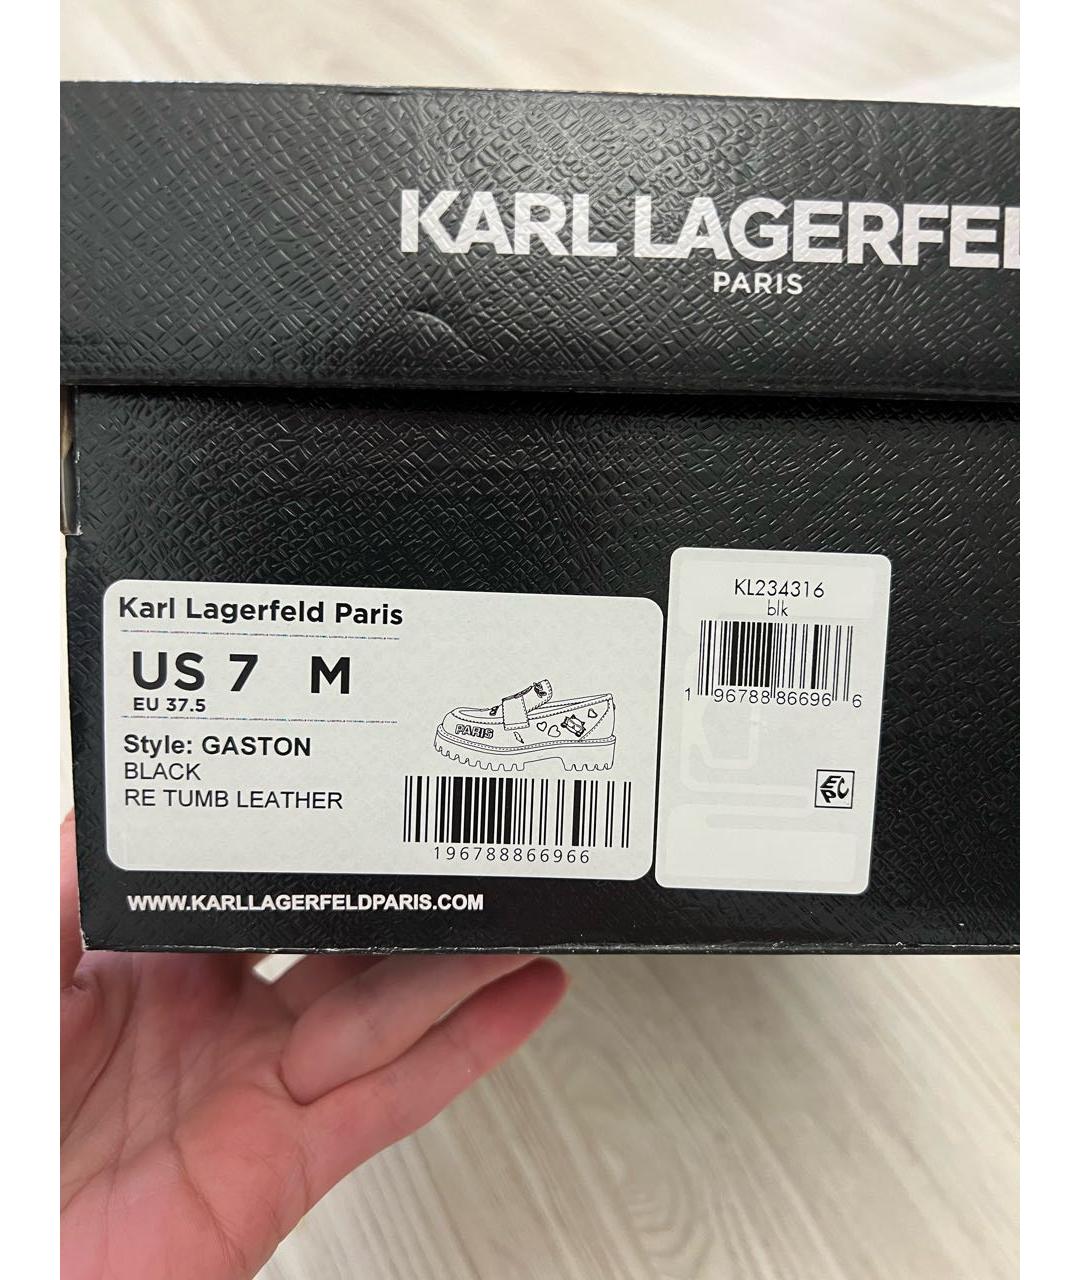 KARL LAGERFEL
PARIS
Karl Lagerfeld Paris
US 7 M
EU 37.5
Style: GASTON
BLACK
RE TUMB LEATHER
PARIS
196788866966
WWW.KARLLAGERFELDPARIS.COM
KL234316
blk
1 96788 86696 6
EPC